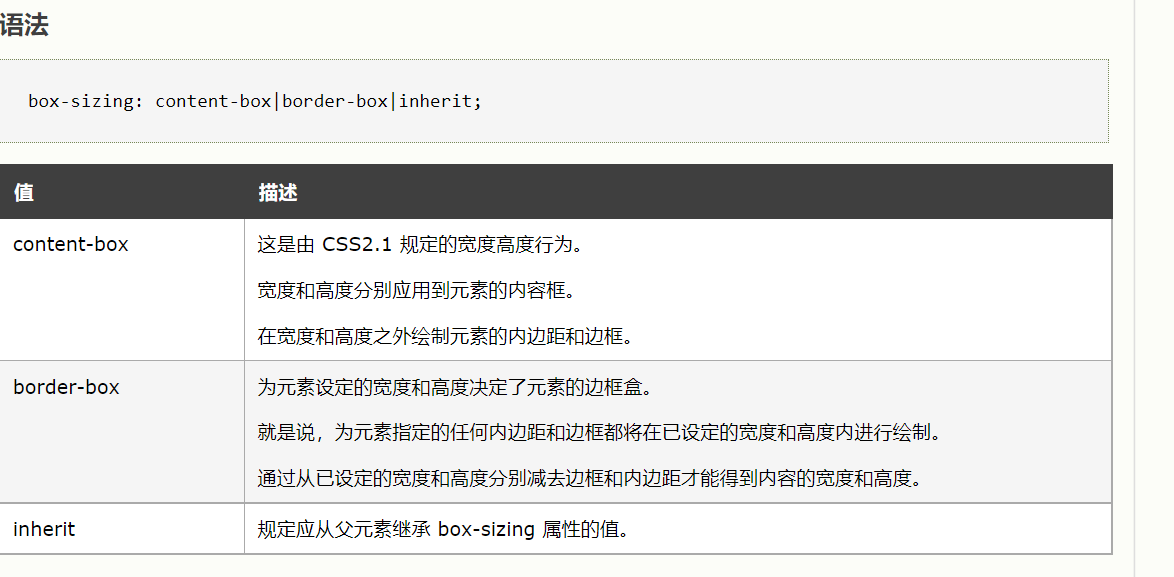 语法
box-sizing: content-box|border-box|inherit;
值 描述
content-box 这是由 CSS2.1 规定的宽度高度行为。
宽度和高度分别应用到元素的内容框。
在宽度和高度之外绘制元素的内边距和边框。
border-box 为元素设定的宽度和高度决定了元素的边框盒。
就是说，为元素指定的任何内边距和边框都将在已设定的宽度和高度内进行绘制。
通过从已设定的宽度和高度分别减去边框和内边距才能得到内容的宽度和高度。
inherit 规定应从父元素继承 box-sizing 属性的值。